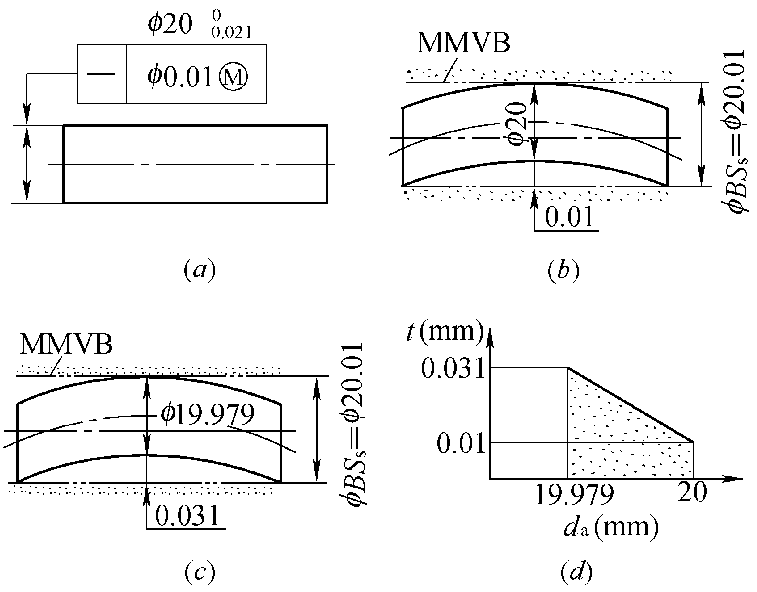 ϕ20 0 0.021
— ϕ0.01 Ⓜ
(a)
MMVB
ϕ20
0.01
ϕBSs=ϕ20.01
(b)
MMVB
ϕ19.979
0.031
ϕBSs=ϕ20.01
(c)
t(mm)
0.031
0.01
19.979 20
da(mm)
(d)